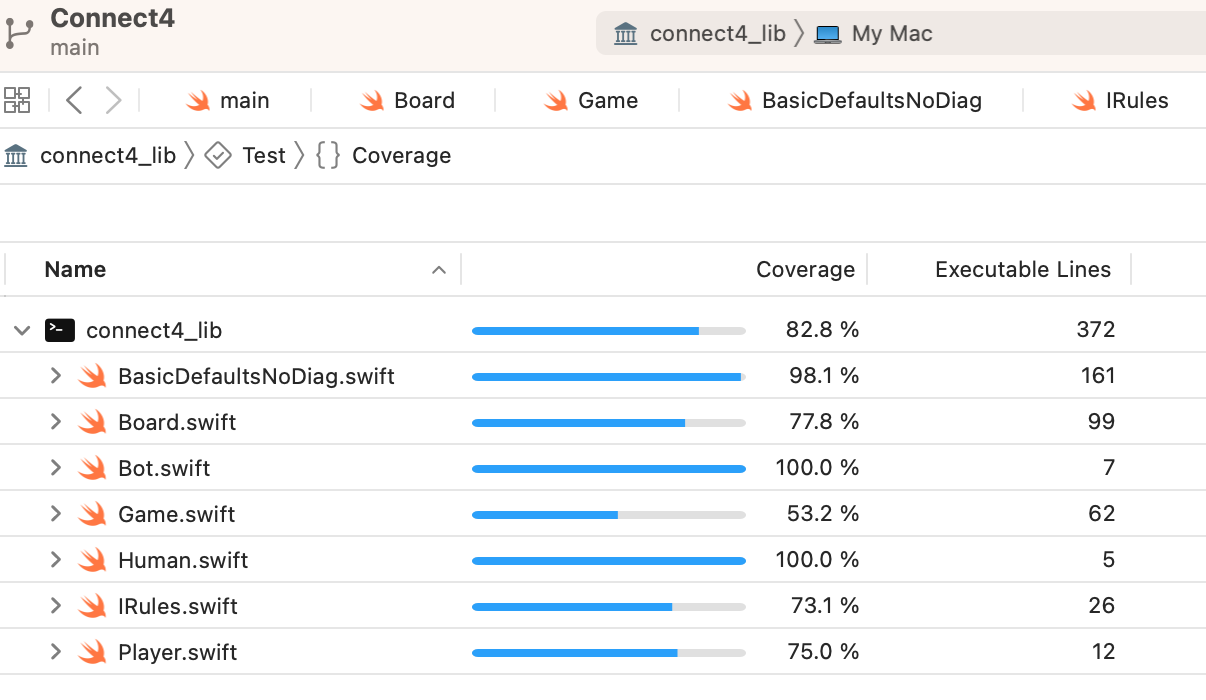 Connect4
main
connect4_lib My Mac
main Board Game BasicDefaultsNoDiag IRules
connect4_lib Test {} Coverage
Name Coverage Executable Lines
connect4_lib 82.8 % 372
BasicDefaultsNoDiag.swift 98.1 % 161
Board.swift 77.8 % 99
Bot.swift 100.0 % 7
Game.swift 53.2 % 62
Human.swift 100.0 % 5
IRules.swift 73.1 % 26
Player.swift 75.0 % 12